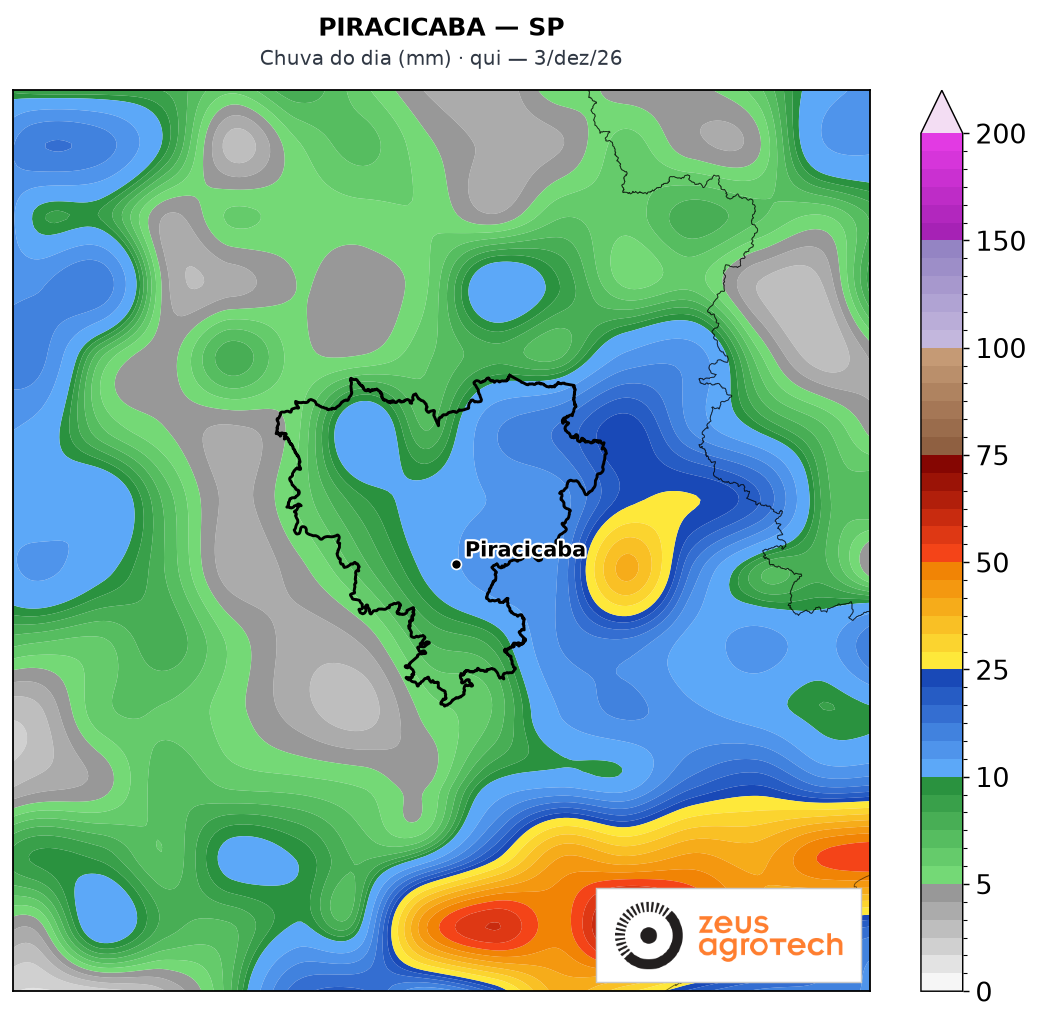 PIRACICABA — SP
Chuva do dia (mm) · qui — 3/dez/26
200
150
100
75
50
25
10
5
0
Piracicaba
zeus
agrotech